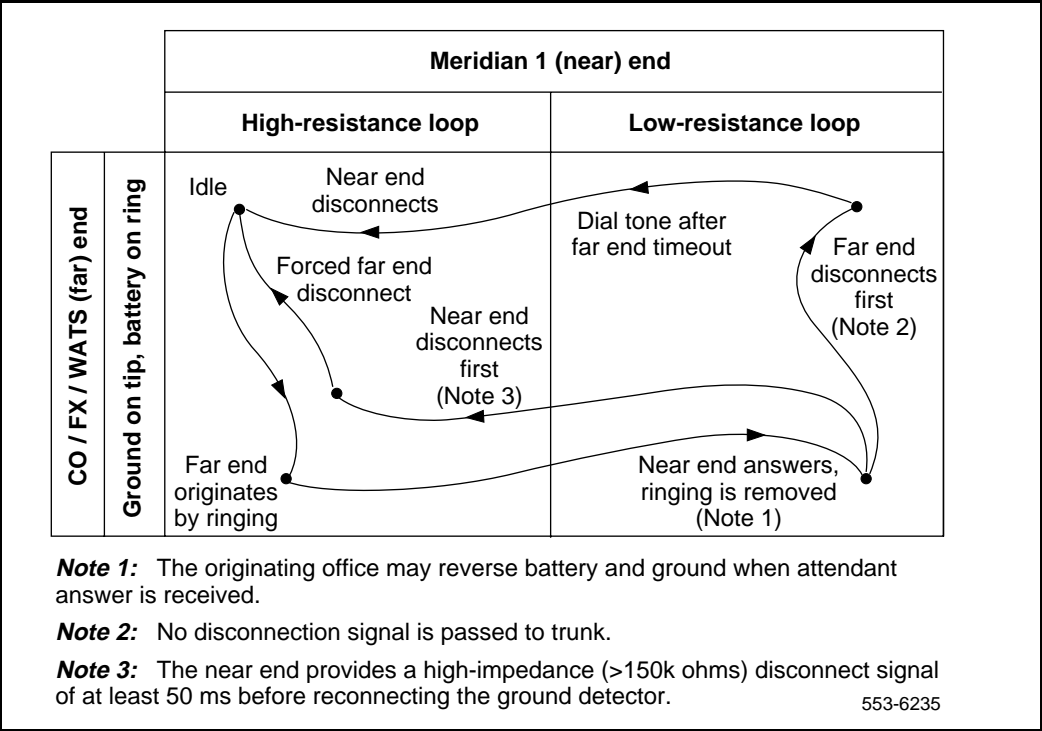 Meridian 1 (near) end
High-resistance loop
Low-resistance loop
CO / FX / WATS (far) end
Ground on tip, battery on ring
Idle
Near end
disconnects
Dial tone after
far end timeout
Far end
disconnects
first
(Note 2)
Forced far end
disconnect
Near end
disconnects
first
(Note 3)
Far end
originates
by ringing
Near end answers,
ringing is removed
(Note 1)
Note 1: The originating office may reverse battery and ground when attendant
answer is received.
Note 2: No disconnection signal is passed to trunk.
Note 3: The near end provides a high-impedance (>150k ohms) disconnect signal
of at least 50 ms before reconnecting the ground detector.
553-6235